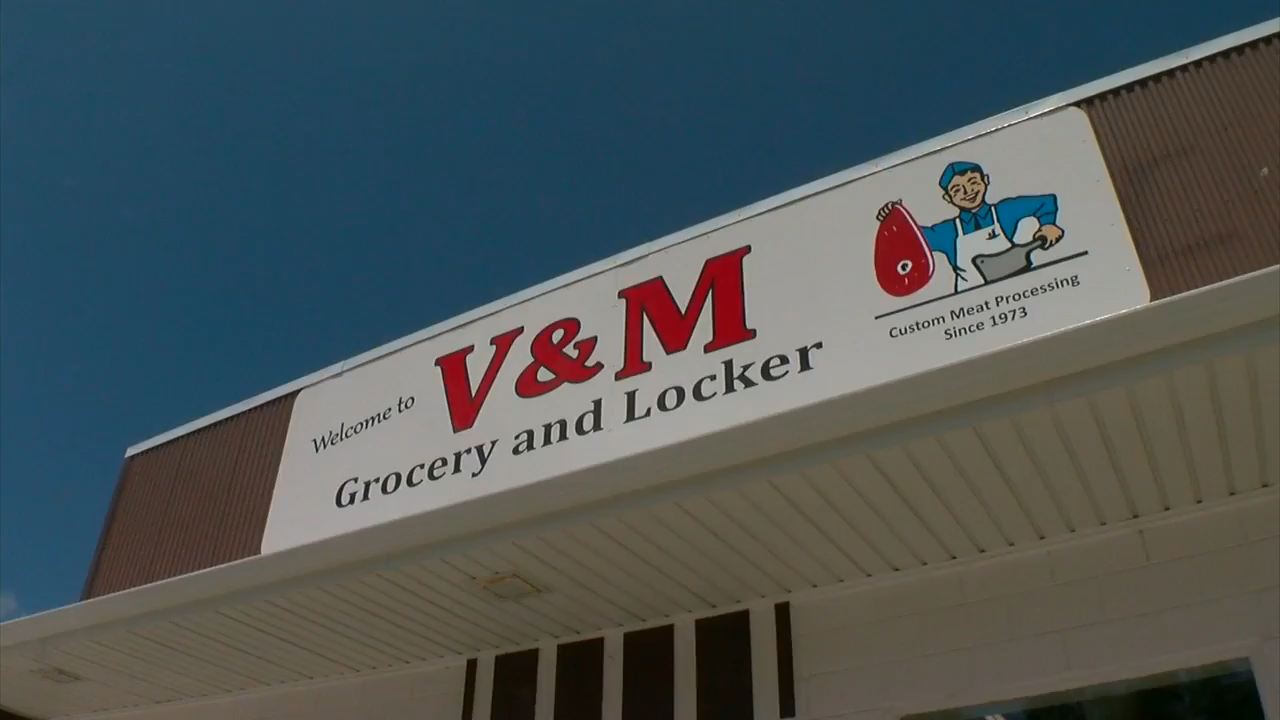 Welcome to
V&M
Grocery and Locker
Custom Meat Processing
Since 1973